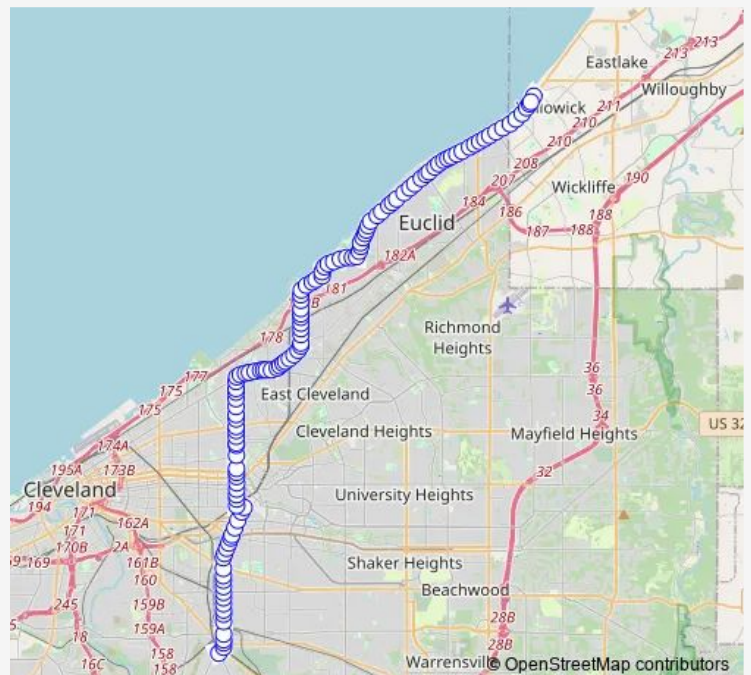 Eastlake
213
213
Willoughby
211
210
210
208
207
Wickliffe
190
184
186
187
188
188
Euclid
182A
181
178
Richmond
Heights
177
175
175
36
36
34
East Cleveland
Cleveland Heights
Mayfield Heights
174A
195A
173B
32
Cleveland
194
171
162A
University Heights
171
170B
2A
169
161B
160
Shaker Heights
Beachwood
245
159B
159A
18
28B
28B
158
158
16C
© OpenStreetMap contributors